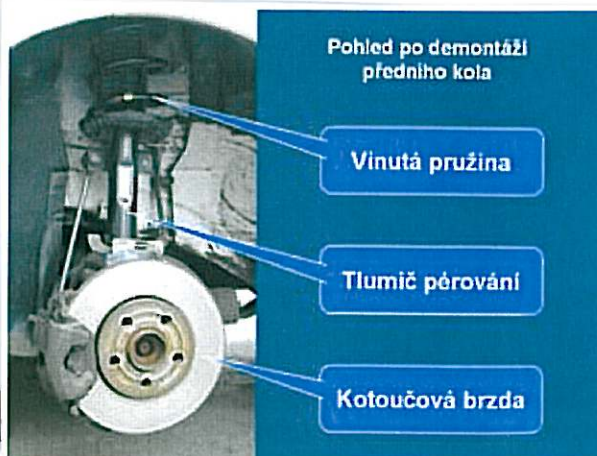 Pohled po demontáži
předního kola
Vinutá pružina
Tlumič pérování
Kotoučová brzda